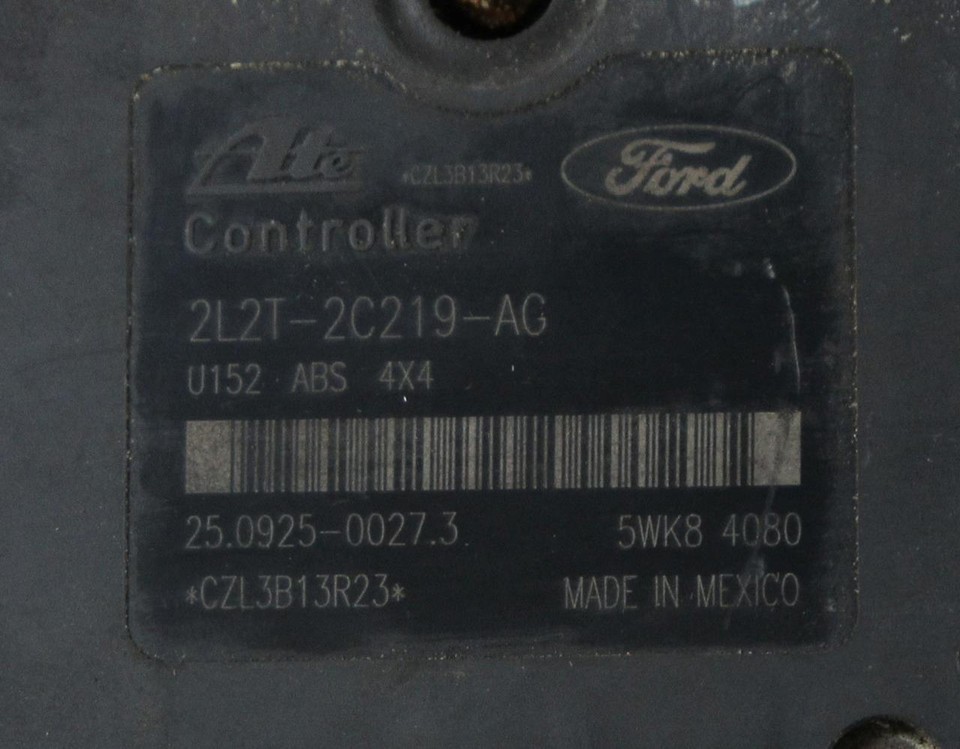 Ate *CZL3B13R23* Ford
Controller
2L2T-2C219-AG
U152 ABS 4X4
25.0925-0027.3 5WK8 4080
*CZL3B13R23* MADE IN MEXICO